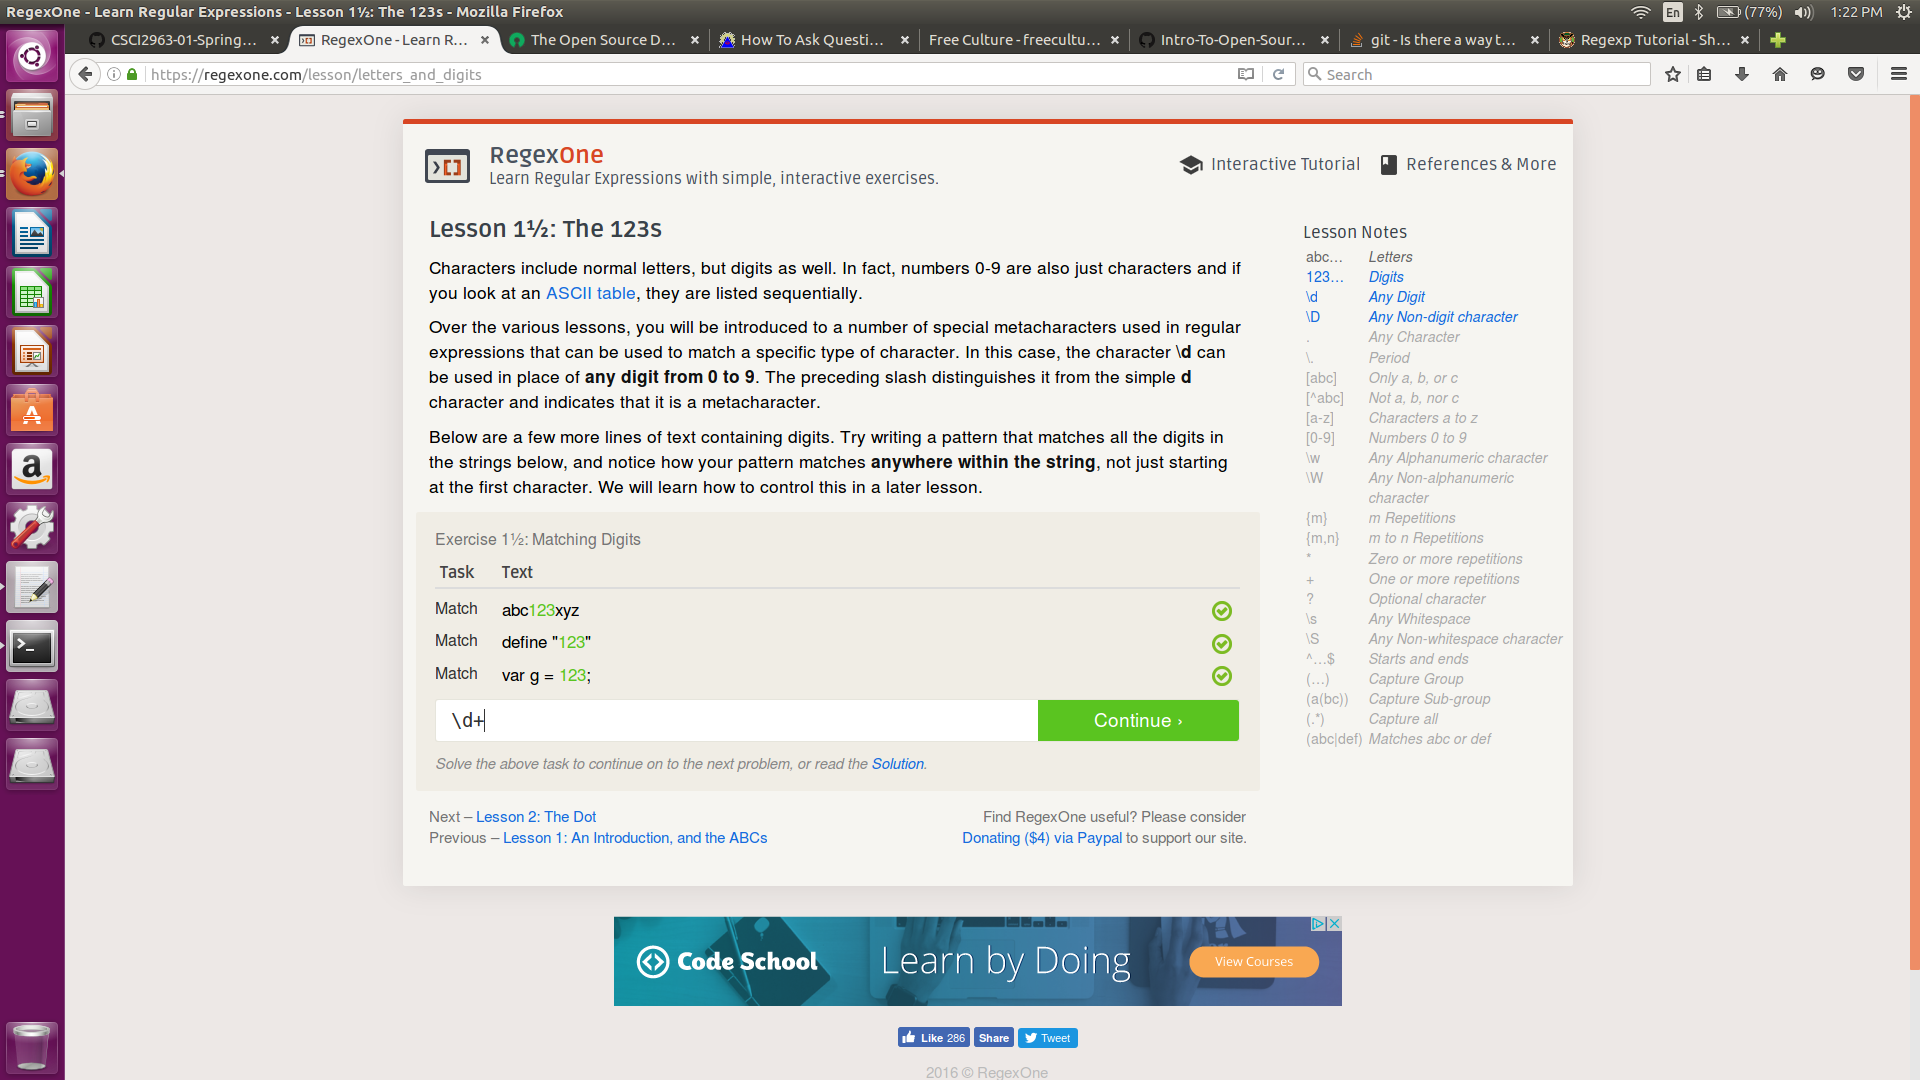 RegexOne - Learn Regular Expressions - Lesson 1½: The 123s - Mozilla Firefox
En (77%) 1:22 PM
CSCI2963-01-Spring... × RegexOne - Learn R... × The Open Source D... × How To Ask Questi... × Free Culture - freecultu... × Intro-To-Open-Sour... × git - Is there a way t... × Regexp Tutorial - Sh... ×
https://regexone.com/lesson/letters_and_digits
Search
RegexOne
Learn Regular Expressions with simple, interactive exercises.
Interactive Tutorial
References & More
Lesson 1½: The 123s
Characters include normal letters, but digits as well. In fact, numbers 0-9 are also just characters and if
you look at an ASCII table, they are listed sequentially.
Over the various lessons, you will be introduced to a number of special metacharacters used in regular
expressions that can be used to match a specific type of character. In this case, the character \d can
be used in place of any digit from 0 to 9. The preceding slash distinguishes it from the simple d
character and indicates that it is a metacharacter.
Below are a few more lines of text containing digits. Try writing a pattern that matches all the digits in
the strings below, and notice how your pattern matches anywhere within the string, not just starting
at the first character. We will learn how to control this in a later lesson.
Exercise 1½: Matching Digits
Task Text
Match abc123xyz
Match define "123"
Match var g = 123;
\d+
Continue ›
Solve the above task to continue on to the next problem, or read the Solution.
Next – Lesson 2: The Dot
Previous – Lesson 1: An Introduction, and the ABCs
Find RegexOne useful? Please consider
Donating ($4) via Paypal to support our site.
Lesson Notes
abc… Letters
123… Digits
\d Any Digit
\D Any Non-digit character
. Any Character
\. Period
[abc] Only a, b, or c
[^abc] Not a, b, nor c
[a-z] Characters a to z
[0-9] Numbers 0 to 9
\w Any Alphanumeric character
\W Any Non-alphanumeric
character
{m} m Repetitions
{m,n} m to n Repetitions
* Zero or more repetitions
+ One or more repetitions
? Optional character
\s Any Whitespace
\S Any Non-whitespace character
^…$ Starts and ends
(…) Capture Group
(a(bc)) Capture Sub-group
(.*) Capture all
(abc|def) Matches abc or def
Code School
Learn by Doing
View Courses
Like 286 Share Tweet
2016 © RegexOne